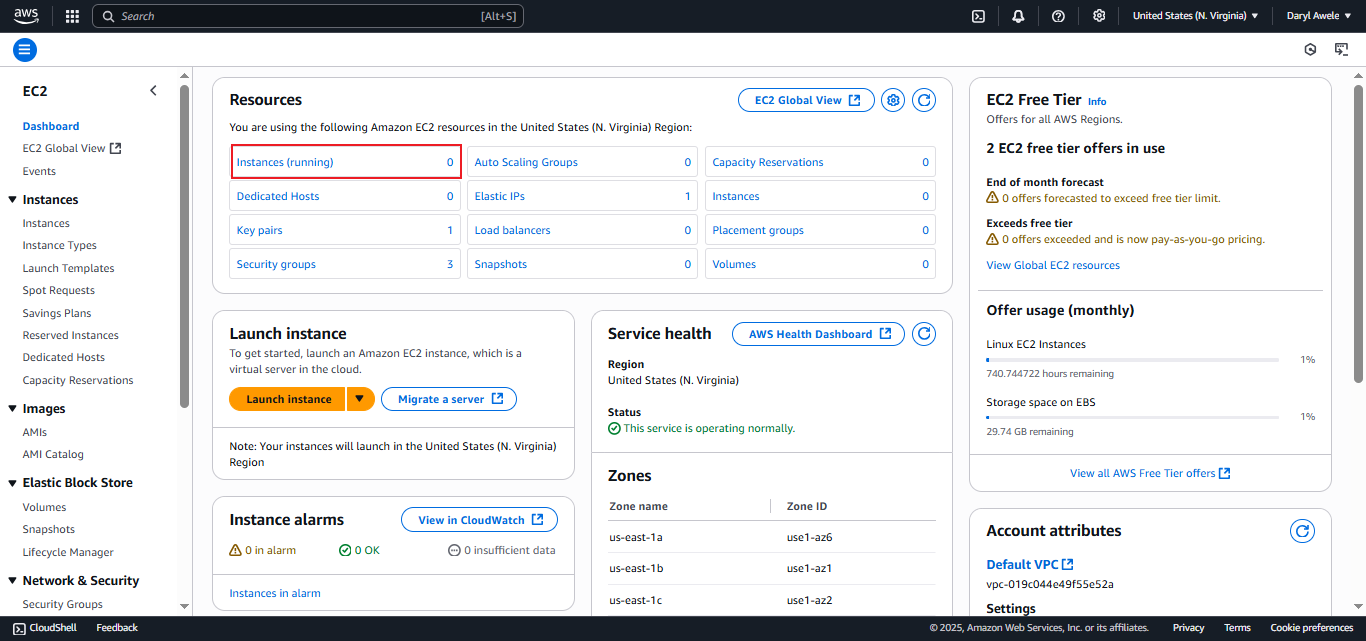 aws
Search [Alt+S]
United States (N. Virginia)
Daryl Awele
EC2
Dashboard
EC2 Global View
Events
Instances
Instances
Instance Types
Launch Templates
Spot Requests
Savings Plans
Reserved Instances
Dedicated Hosts
Capacity Reservations
Images
AMIs
AMI Catalog
Elastic Block Store
Volumes
Snapshots
Lifecycle Manager
Network & Security
Security Groups
Resources
EC2 Global View
You are using the following Amazon EC2 resources in the United States (N. Virginia) Region:
Instances (running) 0
Auto Scaling Groups 0
Capacity Reservations 0
Dedicated Hosts 0
Elastic IPs 1
Instances 0
Key pairs 1
Load balancers 0
Placement groups 0
Security groups 3
Snapshots 0
Volumes 0
Launch instance
To get started, launch an Amazon EC2 instance, which is a
virtual server in the cloud.
Launch instance
Migrate a server
Note: Your instances will launch in the United States (N. Virginia)
Region
Instance alarms
View in CloudWatch
0 in alarm
0 OK
0 insufficient data
Instances in alarm
Service health
AWS Health Dashboard
Region
United States (N. Virginia)
Status
This service is operating normally.
Zones
Zone name Zone ID
us-east-1a use1-az6
us-east-1b use1-az1
us-east-1c use1-az2
EC2 Free Tier Info
Offers for all AWS Regions.
2 EC2 free tier offers in use
End of month forecast
0 offers forecasted to exceed free tier limit.
Exceeds free tier
0 offers exceeded and is now pay-as-you-go pricing.
View Global EC2 resources
Offer usage (monthly)
Linux EC2 Instances
1%
740.744722 hours remaining
Storage space on EBS
1%
29.74 GB remaining
View all AWS Free Tier offers
Account attributes
Default VPC
vpc-019c044e49f55e52a
Settings
CloudShell
Feedback
© 2025, Amazon Web Services, Inc. or its affiliates.
Privacy
Terms
Cookie preferences